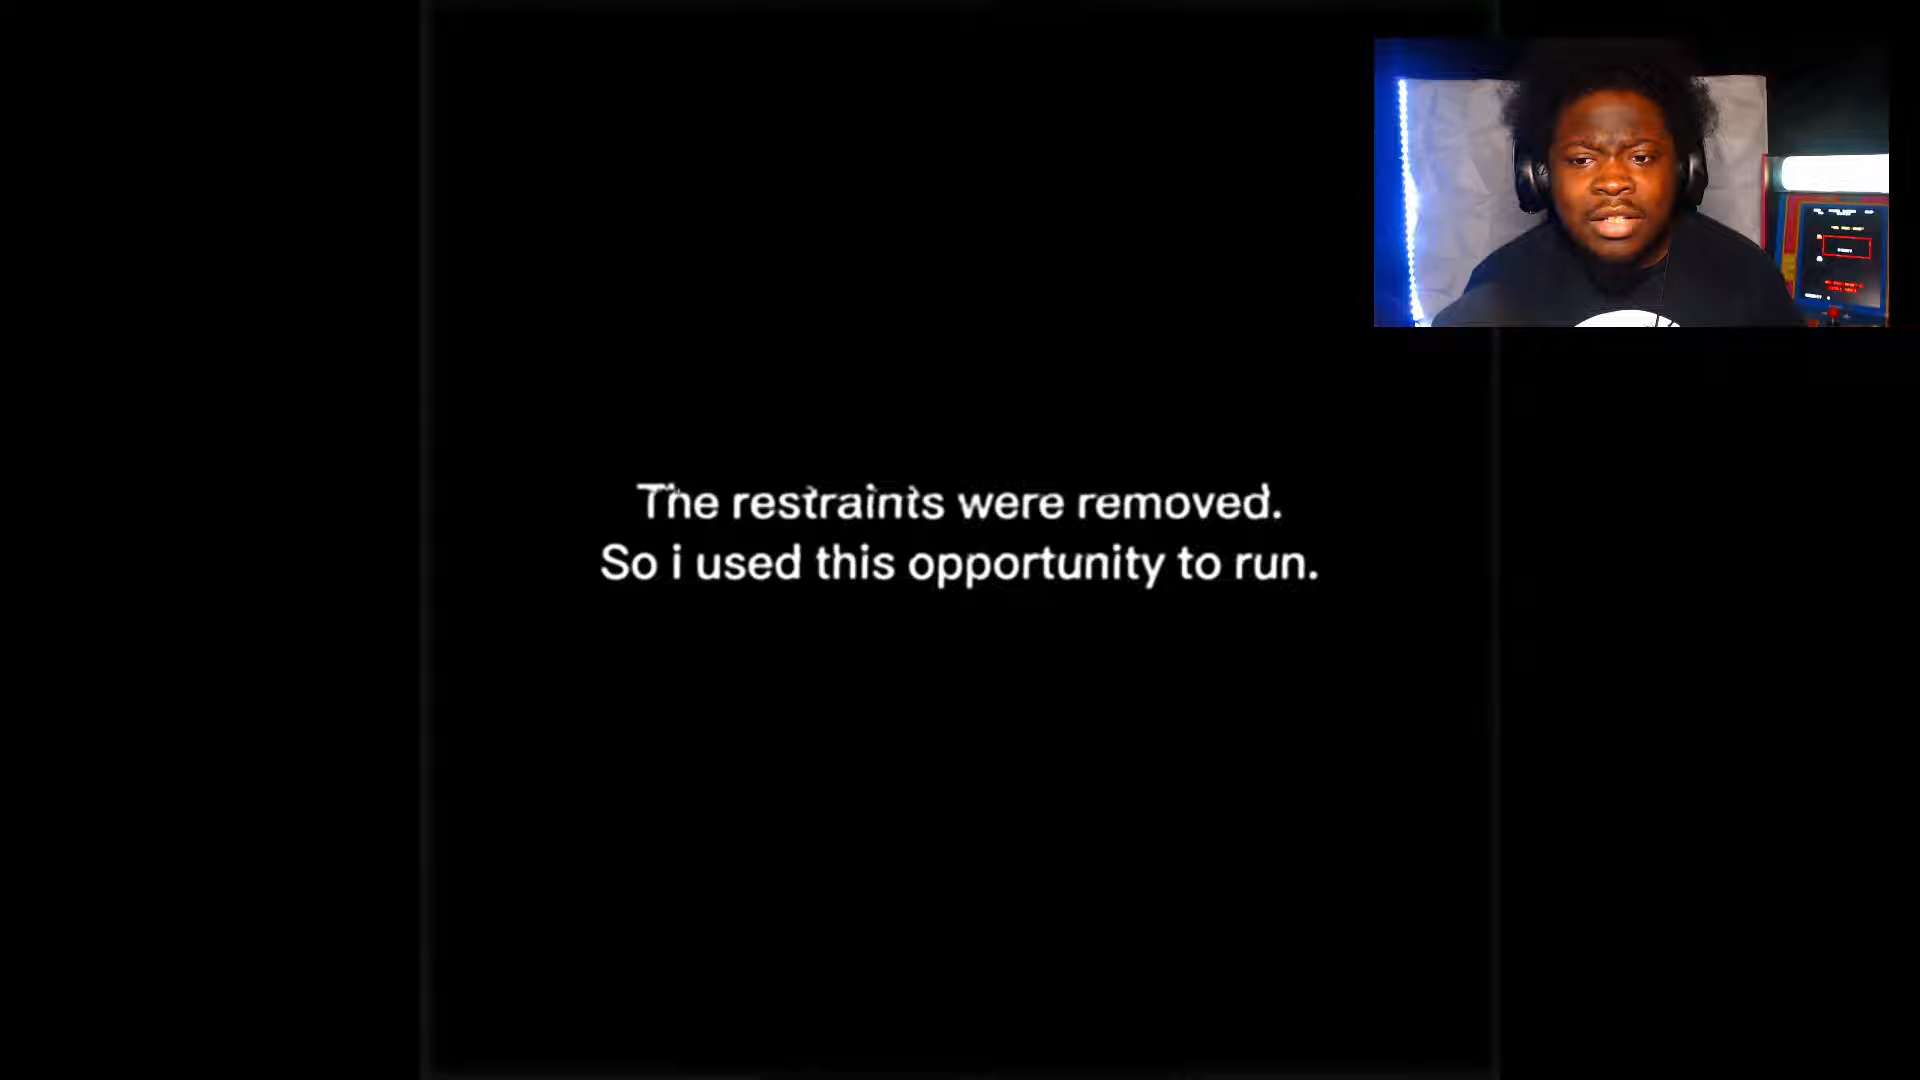 The restraints were removed.
So i used this opportunity to run.